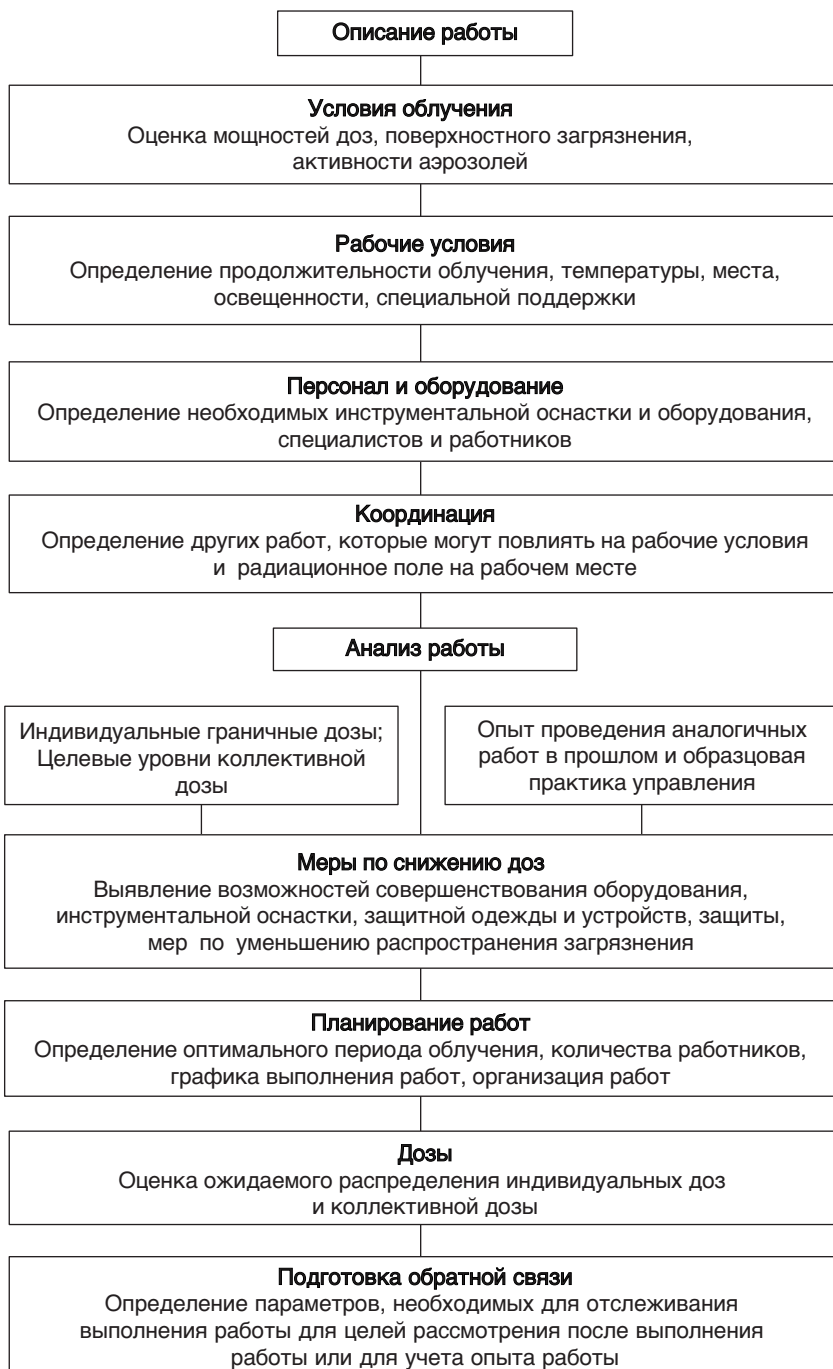 Описание работы
Условия облучения
Оценка мощностей доз, поверхностного загрязнения,
активности аэрозолей
Рабочие условия
Определение продолжительности облучения, температуры, места,
освещенности, специальной поддержки
Персонал и оборудование
Определение необходимых инструментальной оснастки и оборудования,
специалистов и работников
Координация
Определение других работ, которые могут повлиять на рабочие условия
и радиационное поле на рабочем месте
Анализ работы
Индивидуальные граничные дозы;
Целевые уровни коллективной
дозы
Опыт проведения аналогичных
работ в прошлом и образцовая
практика управления
Меры по снижению доз
Выявление возможностей совершенствования оборудования,
инструментальной оснастки, защитной одежды и устройств, защиты,
мер по уменьшению распространения загрязнения
Планирование работ
Определение оптимального периода облучения, количества работников,
графика выполнения работ, организация работ
Дозы
Оценка ожидаемого распределения индивидуальных доз
и коллективной дозы
Подготовка обратной связи
Определение параметров, необходимых для отслеживания
выполнения работы для целей рассмотрения после выполнения
работы или для учета опыта работы